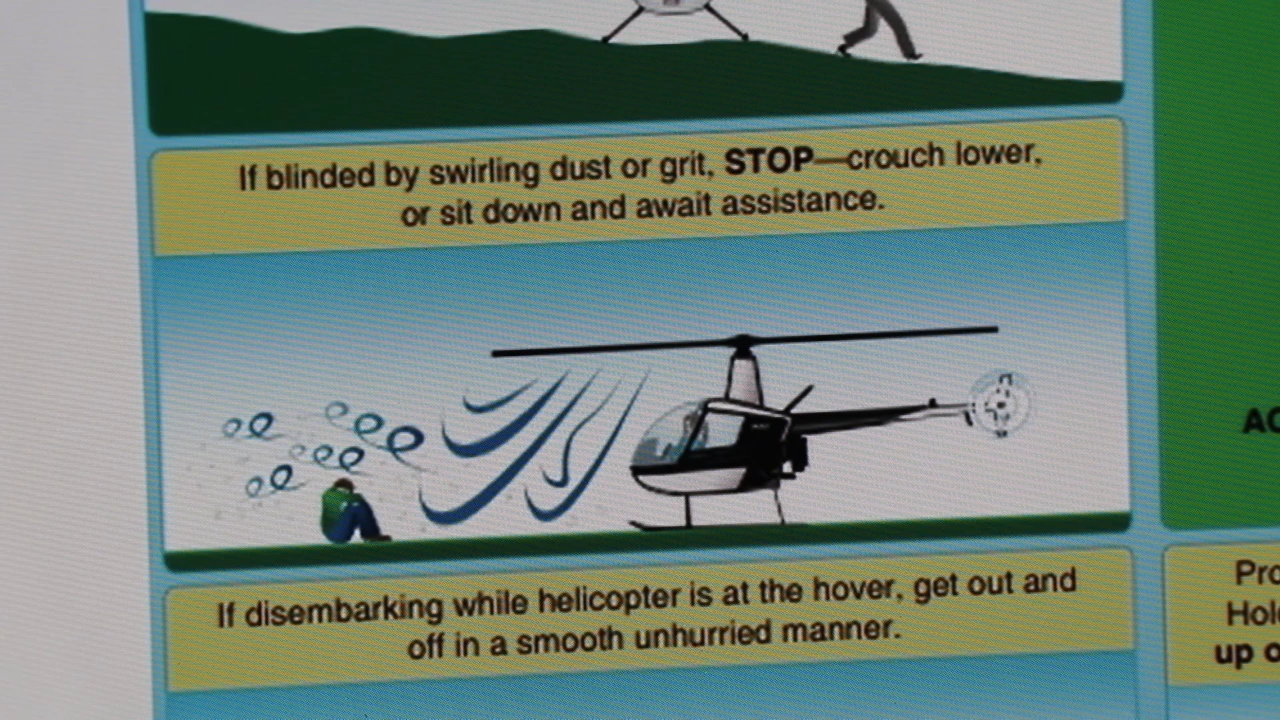 If blinded by swirling dust or grit, STOP—crouch lower,
or sit down and await assistance.
If disembarking while helicopter is at the hover, get out and
off in a smooth unhurried manner.
up